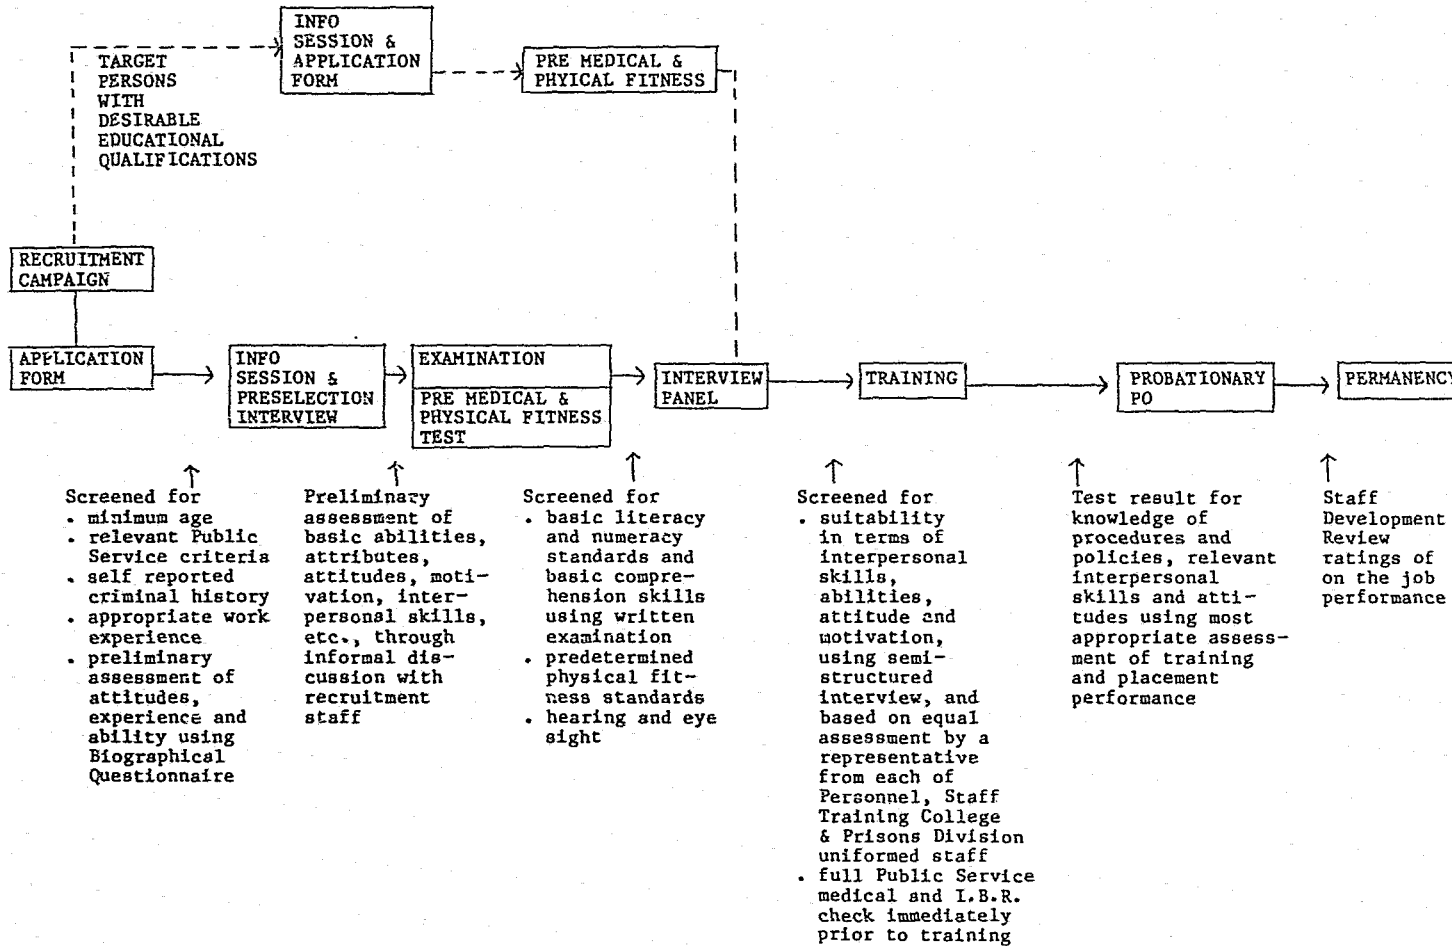 INFO
SESSION &
APPLICATION
FORM
TARGET
PERSONS
WITH
DESIRABLE
EDUCATIONAL
QUALIFICATIONS
PRE MEDICAL &
PHYICAL FITNESS
RECRUITMENT
CAMPAIGN
APPLICATION
FORM
INFO
SESSION &
PRESELECTION
INTERVIEW
EXAMINATION
PRE MEDICAL &
PHYSICAL FITNESS
TEST
INTERVIEW
PANEL
TRAINING
PROBATIONARY
PO
PERMANENCY
Screened for
. minimum age
. relevant Public
Service criteria
. self reported
criminal history
. appropriate work
experience
. preliminary
assessment of
attitudes,
experience and
ability using
Biographical
Questionnaire
Preliminary
assessment of
basic abilities,
attributes,
attitudes, moti-
vation, inter-
personal skills,
etc., through
informal dis-
cussion with
recruitment
staff
Screened for
. basic literacy
and numeracy
standards and
basic compre-
hension skills
using written
examination
. predetermined
physical fit-
ness standards
. hearing and eye
sight
Screened for
. suitability
in terms of
interpersonal
skills,
abilities,
attitude and
motivation,
using semi-
structured
interview, and
based on equal
assessment by a
representative
from each of
Personnel, Staff
Training College
& Prisons Division
uniformed staff
. full Public Service
medical and I.B.R.
check immediately
prior to training
Test result for
knowledge of
procedures and
policies, relevant
interpersonal
skills and atti-
tudes using most
appropriate assess-
ment of training
and placement
performance
Staff
Development
Review
ratings of
on the job
performance